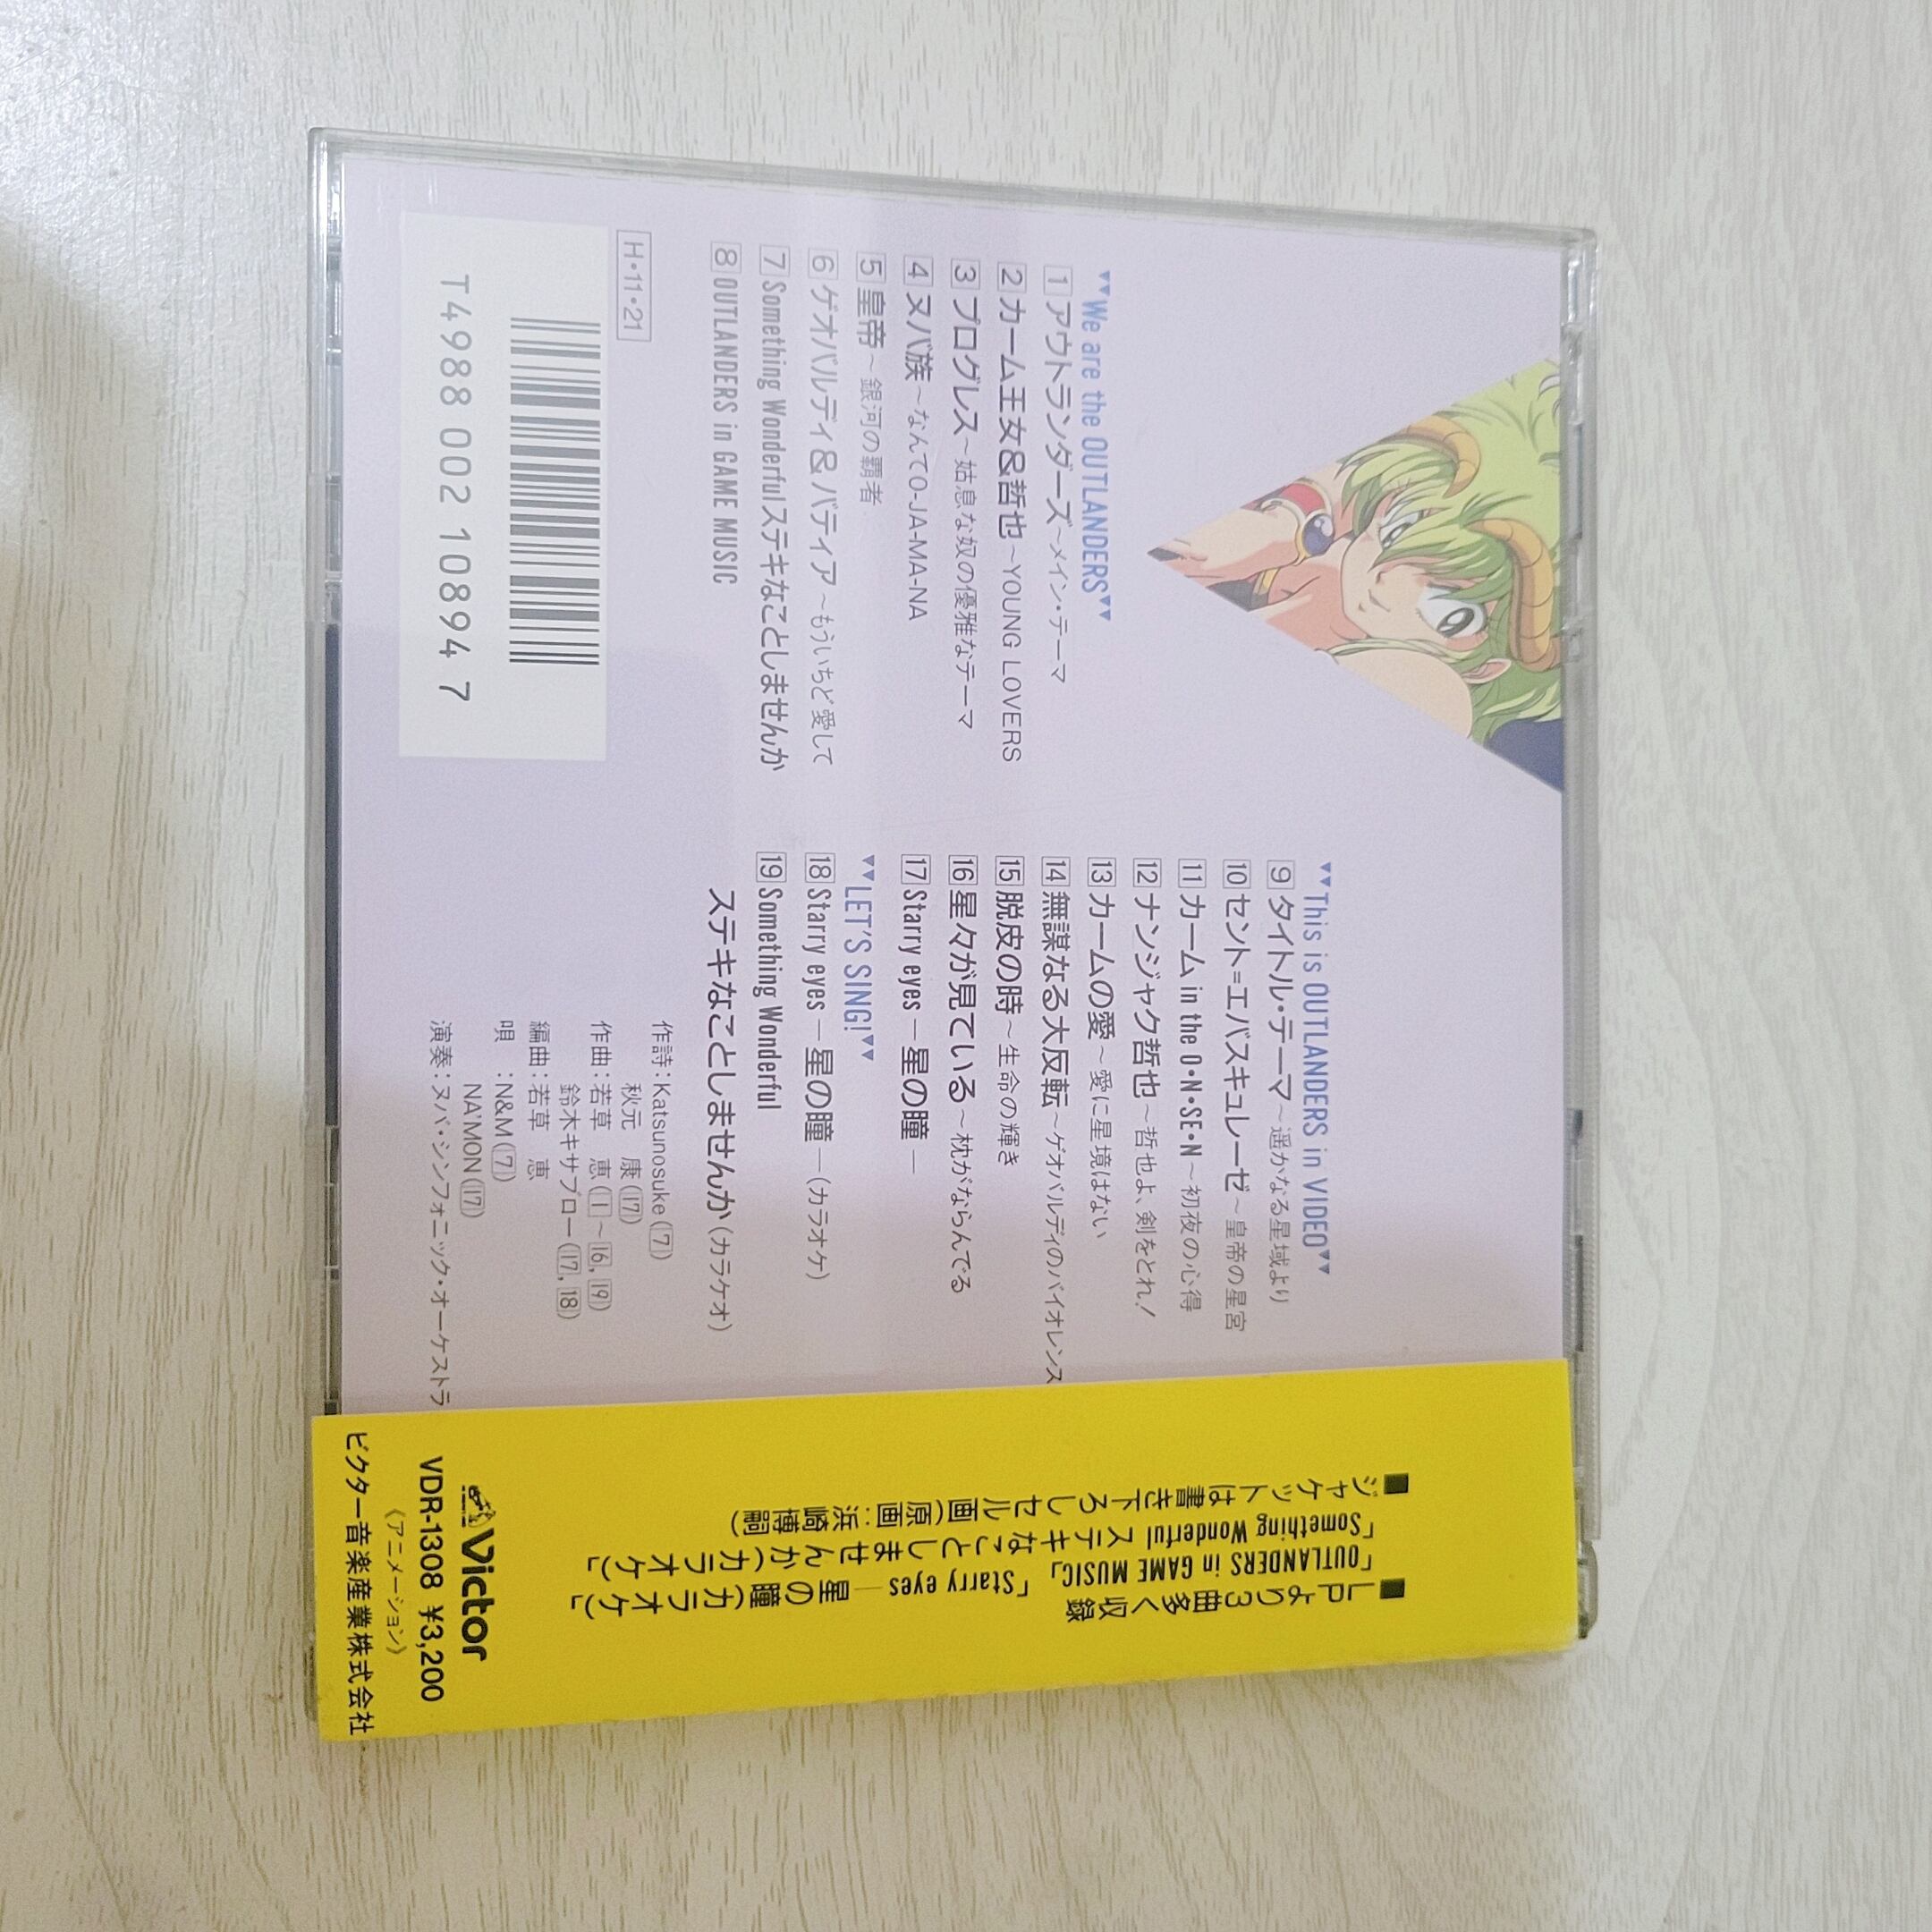 ▼▼We are the OUTLANDERS▼▼
1 アウトランダーズ～メイン・テーマ
2 カーム王女&哲也～YOUNG LOVERS
3 プログレス～姑息な奴の優雅なテーマ
4 ヌバ族～なんてO-JA-MA-NA
5 皇帝～銀河の覇者
6 ゲオバルディ&バティア～もういちど愛して
7 Something Wonderful ステキなことしませんか
8 OUTLANDERS in GAME MUSIC
H・11・21
T4988 002 10894 7
▼▼This is OUTLANDERS in VIDEO▼▼
9 タイトル・テーマ～遥かなる星域より
10 セント=エバスキュレーゼ～皇帝の星宮
11 カーム in the O・N・SE・N～初夜の心得
12 ナンジャク哲也～哲也よ、剣をとれ!
13 カームの愛～愛に星境はない
14 無謀なる大反転～ゲオバルディのバイオレンス
15 脱皮の時～生命の輝き
16 星々が見ている～枕がならんでる
17 Starry eyes ―星の瞳―
▼▼LET'S SING!▼▼
18 Starry eyes ―星の瞳―(カラオケ)
19 Something Wonderful
ステキなことしませんか(カラケオ)
作詩:Katsunosuke(7)
秋元 康(17)
作曲:若草 恵(1～16, 19)
鈴木キサブロー(17, 18)
編曲:若草 恵
唄 :N&M(7)
NA'MON(17)
演奏:ヌバ・シンフォニック・オーケストラ
■LPより3曲多く収録
「OUTLANDERS in GAME MUSIC」「Starry eyes ―星の瞳(カラオケ)」
「Something Wonderful ステキなことしませんか(カラオケ)」
■ジャケットは書き下ろしセル画(原画:浜崎博嗣)
Victor
VDR-1308 ¥3,200
〈アニメーション〉
ビクター音楽産業株式会社